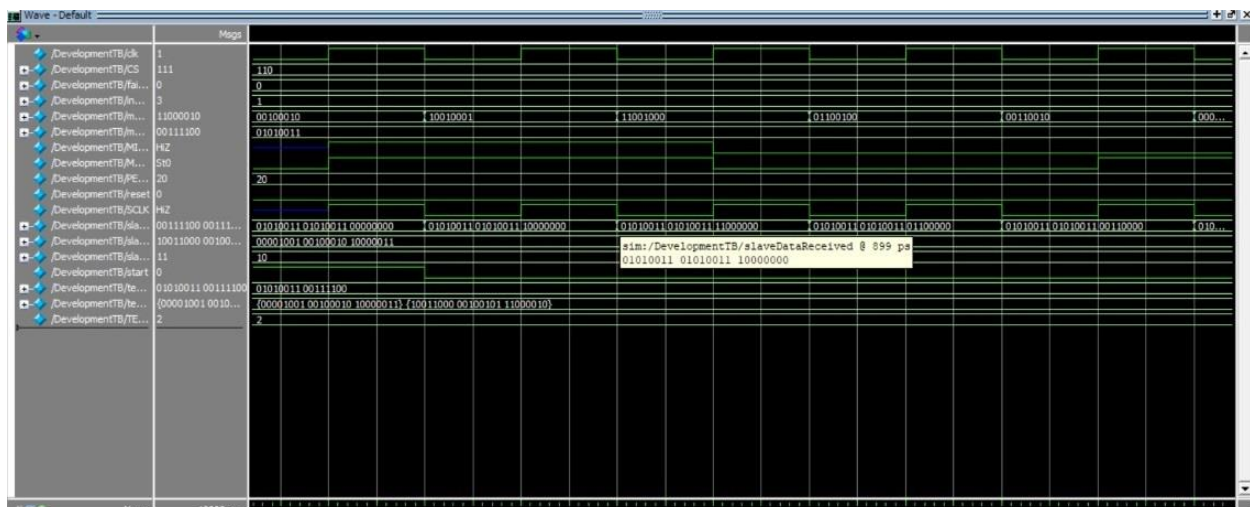 Wave - Default
Msgs
/DevelopmentTB/clk 1
/DevelopmentTB/CS 111 110
/DevelopmentTB/fai... 0 0
/DevelopmentTB/in... 3 1
/DevelopmentTB/m... 11000010 00100010 10010001 11001000 01100100 00110010 000...
/DevelopmentTB/m... 00111100 01010011
/DevelopmentTB/MI... HiZ
/DevelopmentTB/M... St0
/DevelopmentTB/PE... 20 20
/DevelopmentTB/reset 0
/DevelopmentTB/SCLK HiZ
/DevelopmentTB/sla... 00111100 00111... 01010011 01010011 00000000 01010011 01010011 10000000 01010011 01010011 11000000 01010011 01010011 01100000 01010011 01010011 00110000 010...
/DevelopmentTB/sla... 10011000 00100... 00001001 00100010 10000011
/DevelopmentTB/sla... 11 10
sim:/DevelopmentTB/slaveDataReceived @ 899 ps
01010011 01010011 10000000
/DevelopmentTB/start 0
/DevelopmentTB/te... 01010011 00111100 01010011 00111100
/DevelopmentTB/te... {00001001 0010... {00001001 00100010 10000011} {10011000 00100101 11000010}
/DevelopmentTB/TE... 2 2